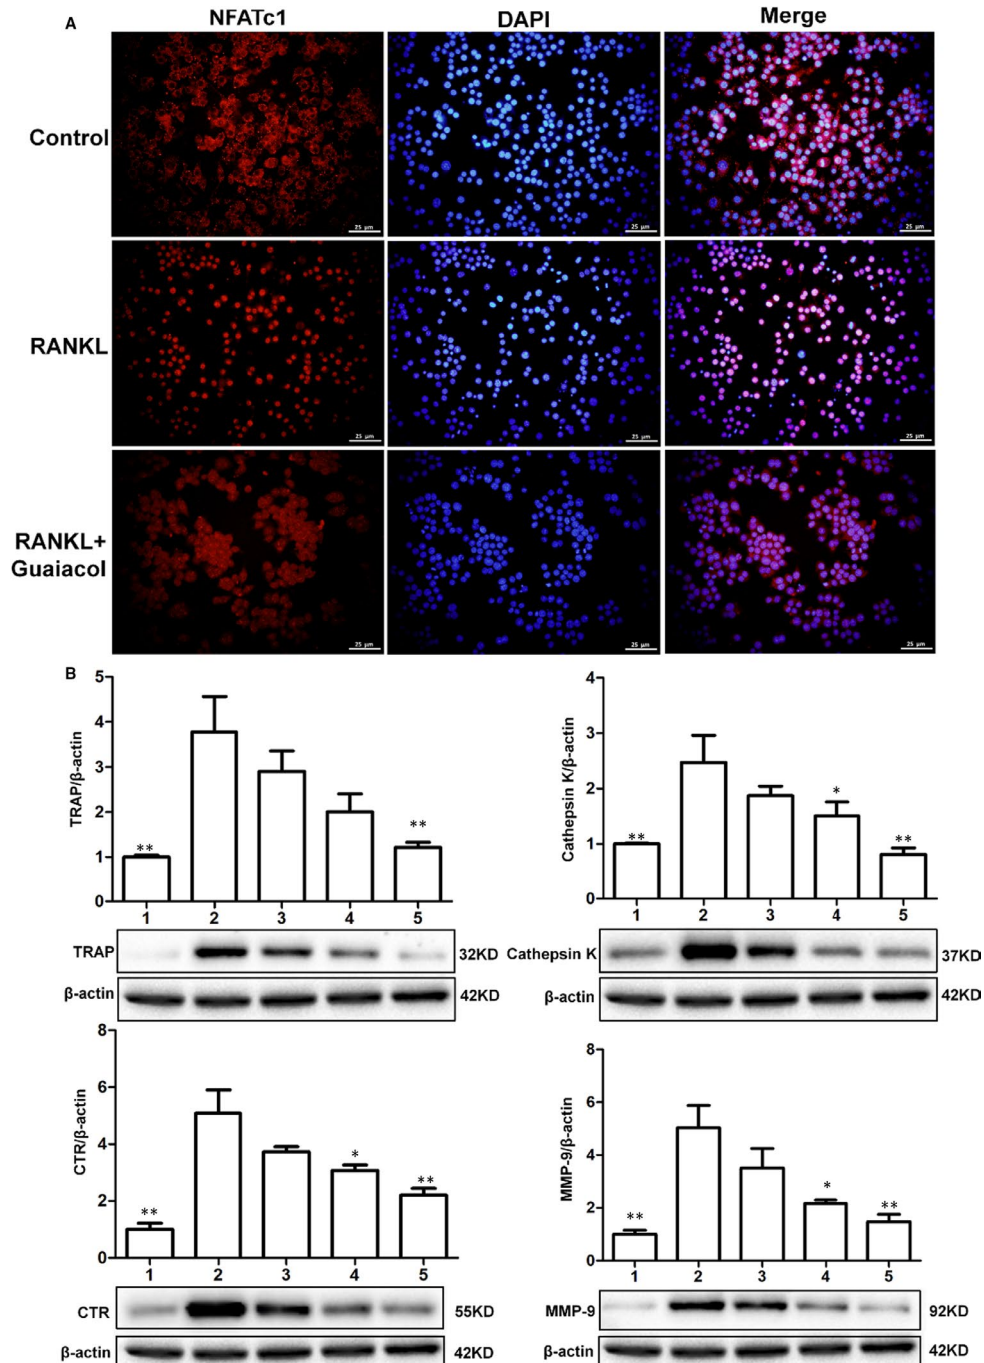 A
NFATc1 DAPI Merge
Control
25 µm 25 µm 25 µm
RANKL
25 µm 25 µm 25 µm
RANKL+
Guaiacol
25 µm 25 µm 25 µm
B
TRAP/β-actin
5
4
3
2
1
0
** **
1 2 3 4 5
TRAP 32KD
β-actin 42KD
Cathepsin K/β-actin
4
3
2
1
0
** * **
1 2 3 4 5
Cathepsin K 37KD
β-actin 42KD
CTR/β-actin
8
6
4
2
0
** * **
1 2 3 4 5
CTR 55KD
β-actin 42KD
MMP-9/β-actin
8
6
4
2
0
** * **
1 2 3 4 5
MMP-9 92KD
β-actin 42KD